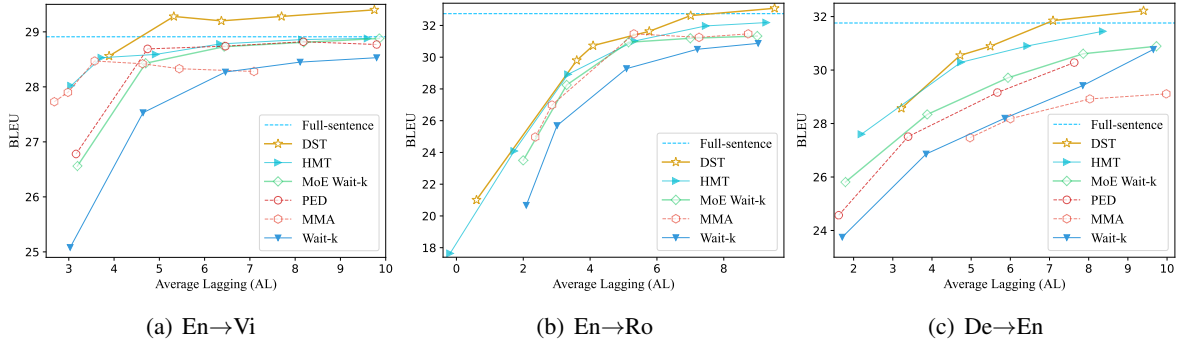 BLEU
29
28
27
26
25
3
4
5
6
7
8
9
10
Average Lagging (AL)
Full-sentence
DST
HMT
MoE Wait-k
PED
MMA
Wait-k
(a) En→Vi
BLEU
32
30
28
26
24
22
20
18
0
2
4
6
8
Average Lagging (AL)
Full-sentence
DST
HMT
MoE Wait-k
MMA
Wait-k
(b) En→Ro
BLEU
32
30
28
26
24
2
3
4
5
6
7
8
9
10
Average Lagging (AL)
Full-sentence
DST
HMT
MoE Wait-k
PED
MMA
Wait-k
(c) De→En